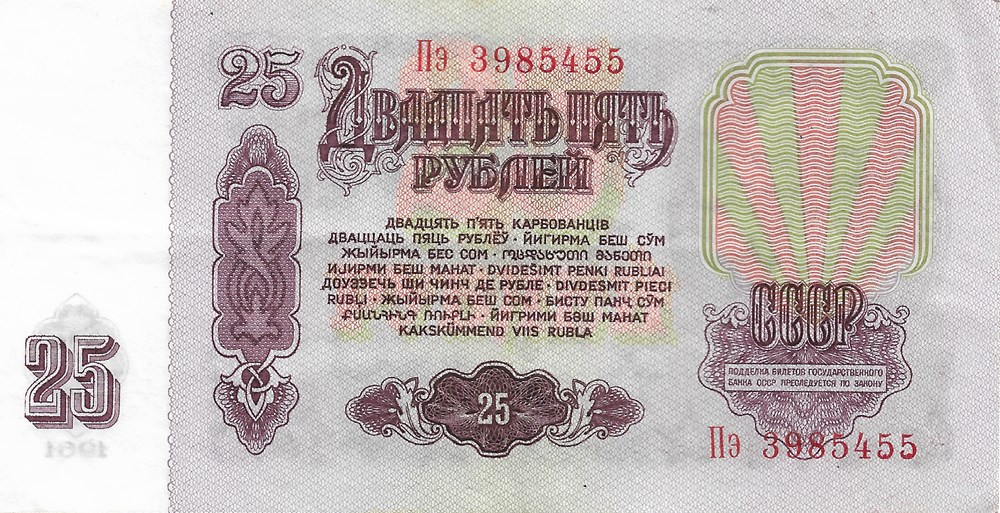 25
Пэ 3985455
ДВАДЦАТЬ ПЯТЬ
РУБЛЕЙ
ДВАДЦЯТЬ П'ЯТЬ КАРБОВАНЦІВ
ДВАЦЦАЦЬ ПЯЦЬ РУБЛЁЎ · ЙИГИРМА БЕШ СЎМ
ЖЫЙЫРМА БЕС СОМ · ოცდახუთი მანეთი
ИЈИРМИ БЕШ МАНАТ · DVIDEŠIMT PENKI RUBLIAI
ДОУЗЭЧЬ ШИ ЧИНЧ ДЕ РУБЛЕ · DIVDESMIT PIECI
RUBĻI · ЖЫЙЫРМА БЕШ СОМ · БИСТУ ПАНҶ СӮМ
ՔՍԱՆՀԻՆԳ ՌՈՒԲԼԻ · ЙИГРИМИ БӘШ МАНАТ
KAKSKÜMMEND VIIS RUBLA
СССР
ПОДДЕЛКА БИЛЕТОВ ГОСУДАРСТВЕННОГО
БАНКА СССР ПРЕСЛЕДУЕТСЯ ПО ЗАКОНУ
25
25
Пэ 3985455
1961